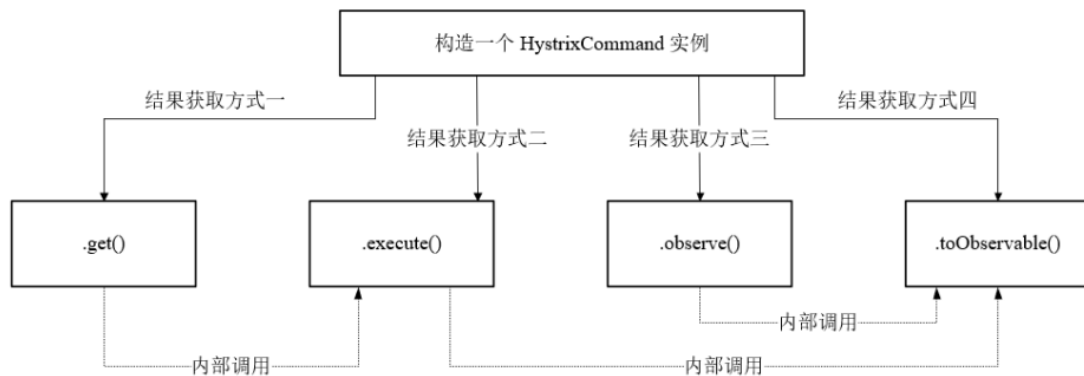 构造一个 HystrixCommand 实例
结果获取方式一
结果获取方式四
结果获取方式二
结果获取方式三
.get()
.execute()
.observe()
.toObservable()
内部调用
内部调用
内部调用